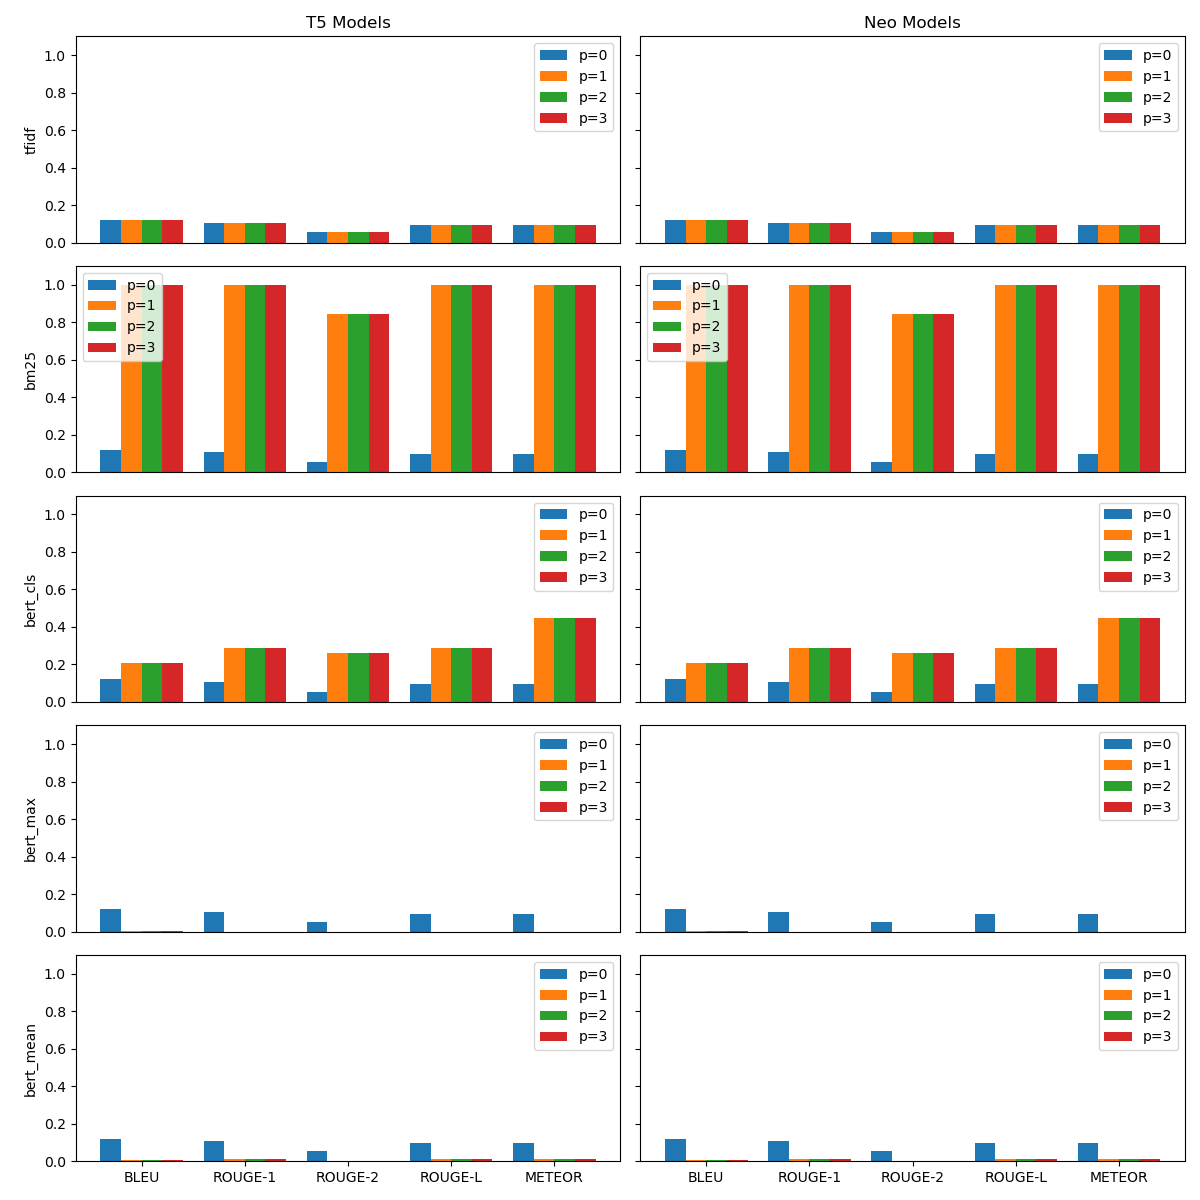 T5 Models
Neo Models
tfidf
1.0
0.8
0.6
0.4
0.2
0.0
p=0
p=1
p=2
p=3
p=0
p=1
p=2
p=3
bm25
1.0
0.8
0.6
0.4
0.2
0.0
p=0
p=1
p=2
p=3
p=0
p=1
p=2
p=3
bert_cls
1.0
0.8
0.6
0.4
0.2
0.0
p=0
p=1
p=2
p=3
p=0
p=1
p=2
p=3
bert_max
1.0
0.8
0.6
0.4
0.2
0.0
p=0
p=1
p=2
p=3
p=0
p=1
p=2
p=3
bert_mean
1.0
0.8
0.6
0.4
0.2
0.0
p=0
p=1
p=2
p=3
p=0
p=1
p=2
p=3
BLEU ROUGE-1 ROUGE-2 ROUGE-L METEOR
BLEU ROUGE-1 ROUGE-2 ROUGE-L METEOR